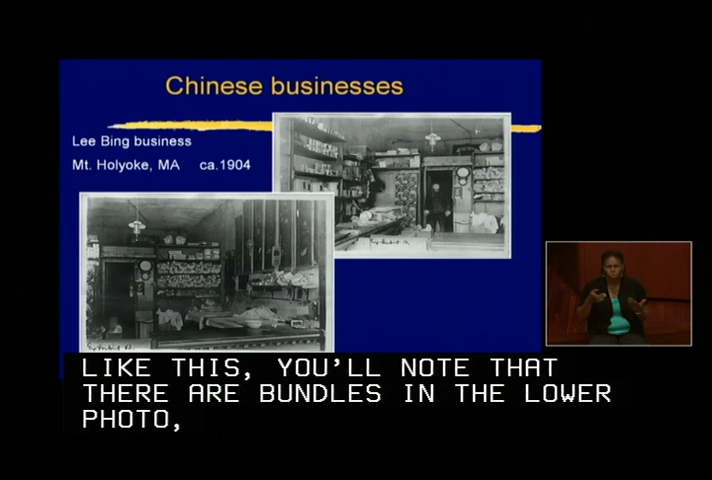 Chinese businesses
Lee Bing business
Mt. Holyoke, MA ca.1904
LIKE THIS, YOU'LL NOTE THAT
THERE ARE BUNDLES IN THE LOWER
PHOTO,